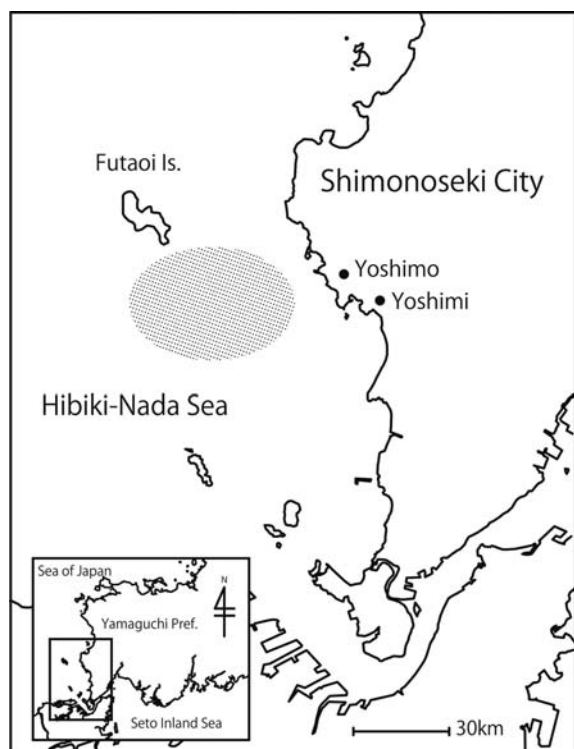 Futaoi Is.
Shimonoseki City
Yoshimo
Yoshimi
Hibiki-Nada Sea
Sea of Japan
N
Yamaguchi Pref.
Seto Inland Sea
30km